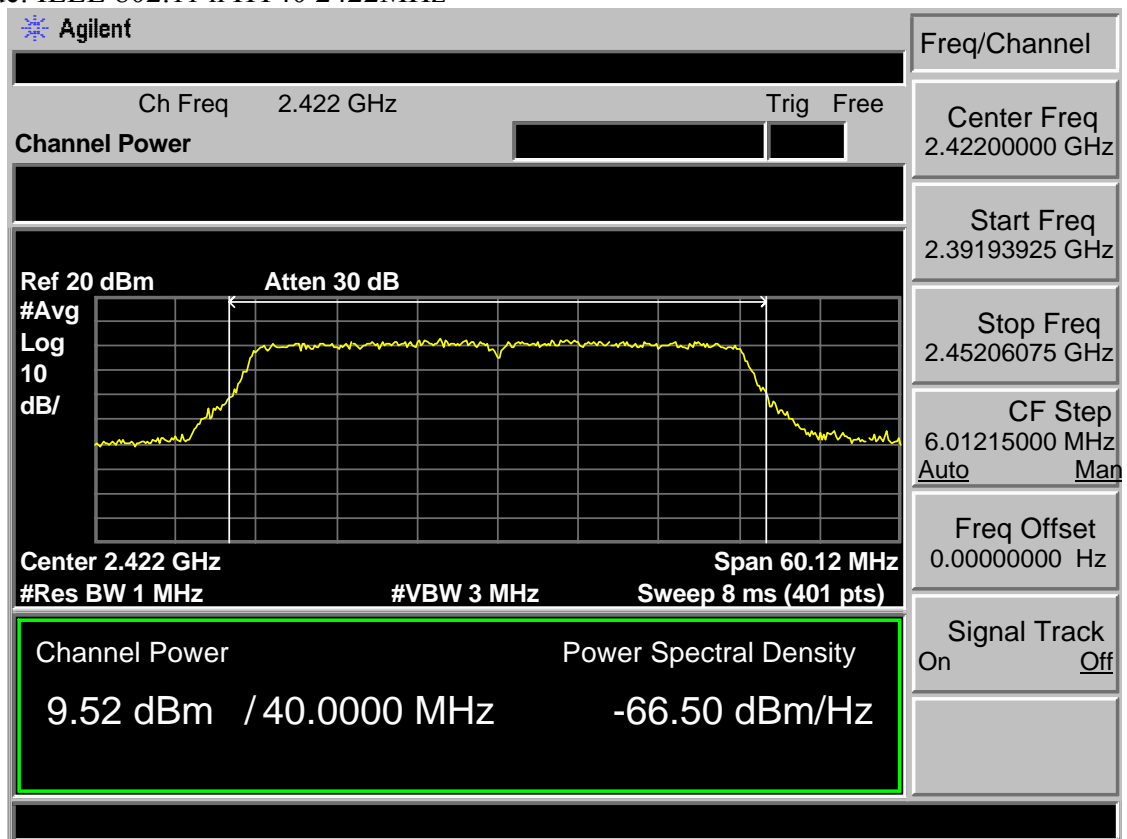 Agilent
Freq/Channel
Ch Freq 2.422 GHz Trig Free
Channel Power
Center Freq
2.42200000 GHz
Start Freq
2.39193925 GHz
Stop Freq
2.45206075 GHz
CF Step
6.01215000 MHz
Auto Man
Freq Offset
0.00000000 Hz
Signal Track
On Off
Ref 20 dBm Atten 30 dB
#Avg
Log
10
dB/
Center 2.422 GHz Span 60.12 MHz
#Res BW 1 MHz #VBW 3 MHz Sweep 8 ms (401 pts)
Channel Power Power Spectral Density
9.52 dBm / 40.0000 MHz -66.50 dBm/Hz